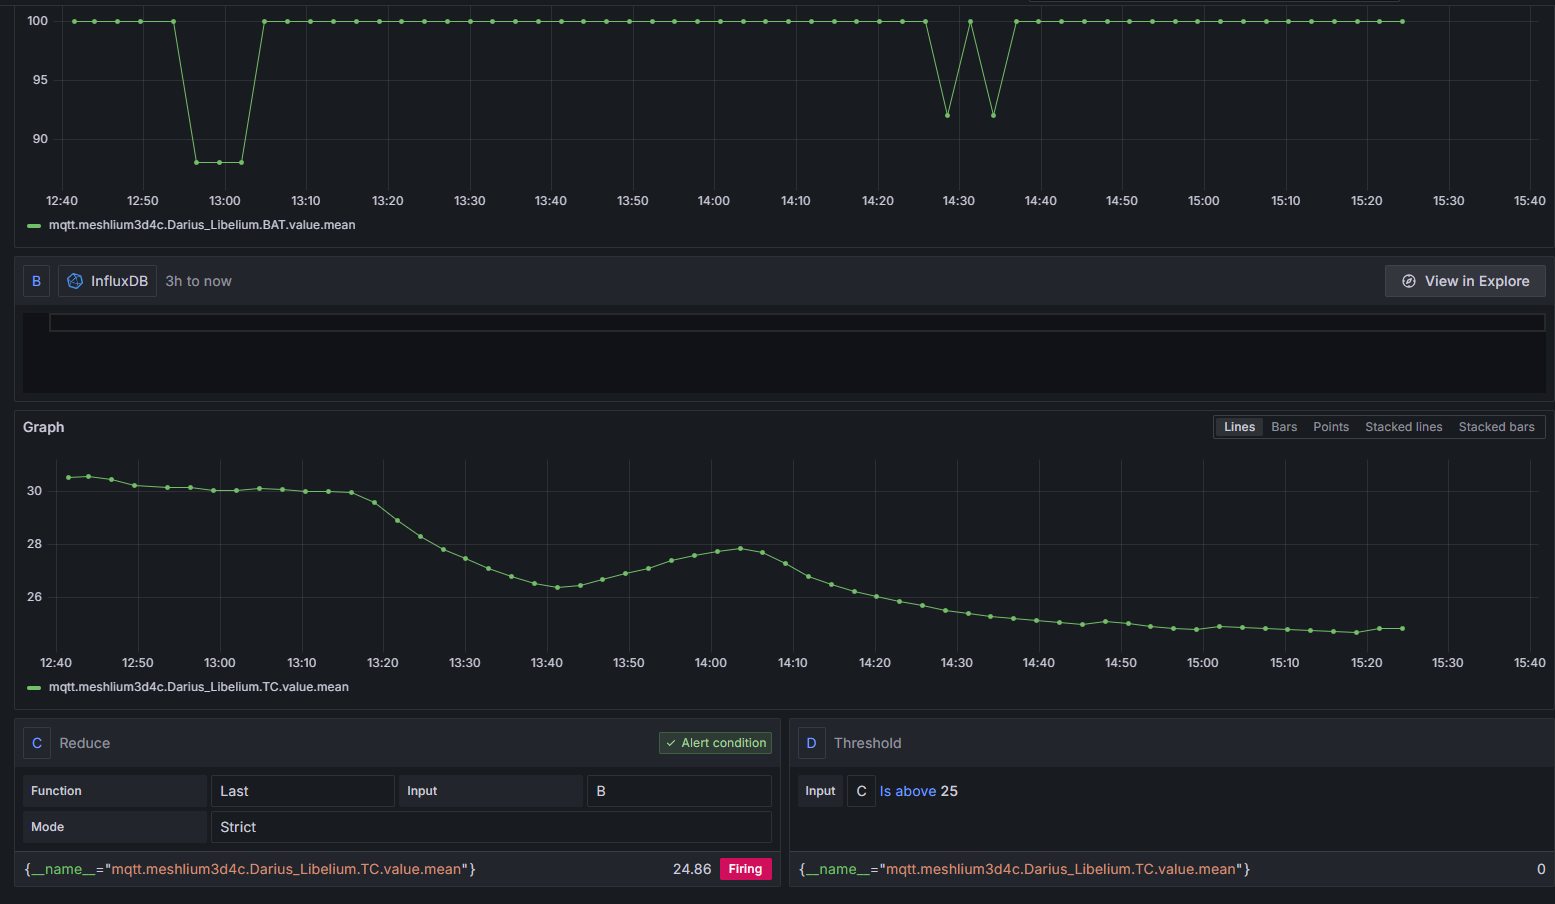 100
95
90
12:40 12:50 13:00 13:10 13:20 13:30 13:40 13:50 14:00 14:10 14:20 14:30 14:40 14:50 15:00 15:10 15:20 15:30 15:40
mqtt.meshlium3d4c.Darius_Libelium.BAT.value.mean
B InfluxDB 3h to now View in Explore
Graph Lines Bars Points Stacked lines Stacked bars
30
28
26
12:40 12:50 13:00 13:10 13:20 13:30 13:40 13:50 14:00 14:10 14:20 14:30 14:40 14:50 15:00 15:10 15:20 15:30 15:40
mqtt.meshlium3d4c.Darius_Libelium.TC.value.mean
C Reduce Alert condition
Function Last Input B
Mode Strict
{__name__="mqtt.meshlium3d4c.Darius_Libelium.TC.value.mean"} 24.86 Firing
D Threshold
Input C Is above 25
{__name__="mqtt.meshlium3d4c.Darius_Libelium.TC.value.mean"} 0